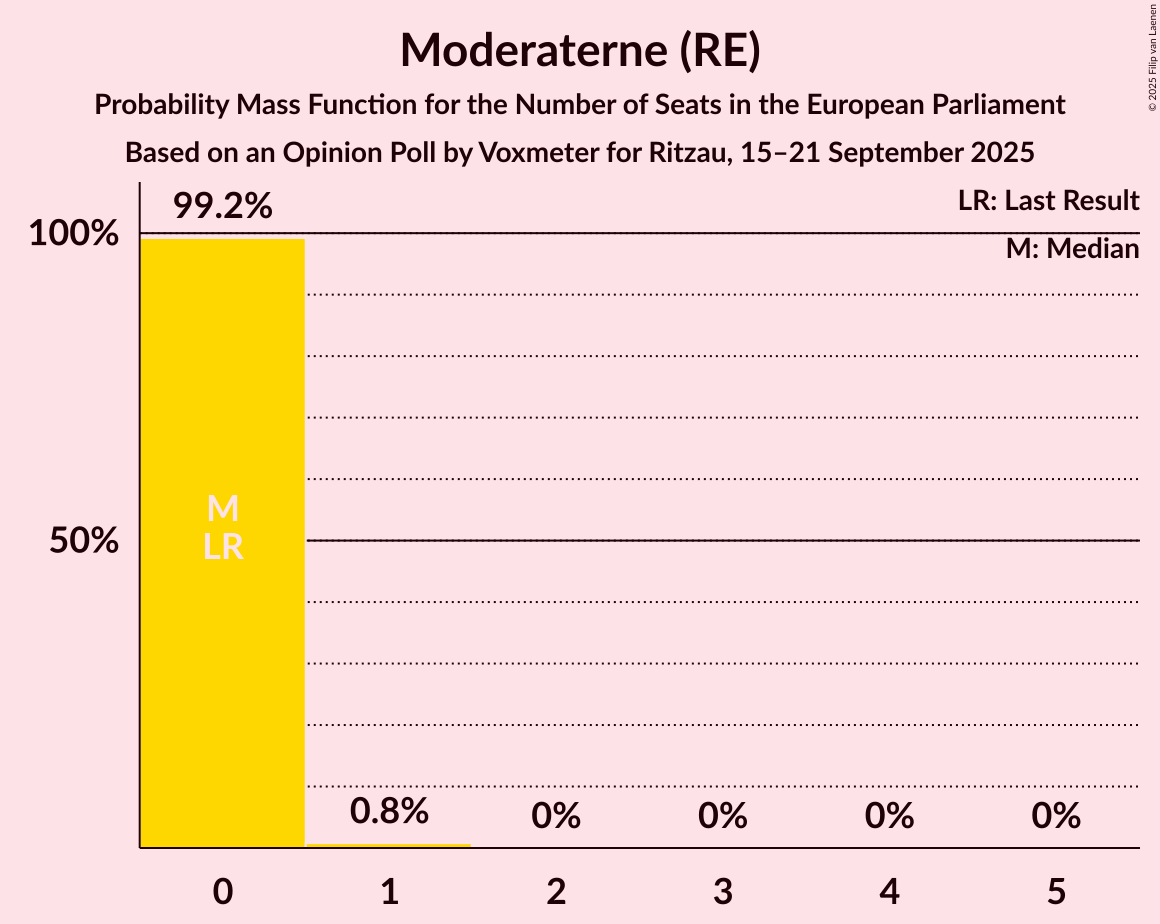 Moderaterne (RE)
Probability Mass Function for the Number of Seats in the European Parliament
Based on an Opinion Poll by Voxmeter for Ritzau, 15–21 September 2025
© 2025 Filip van Laenen
LR: Last Result
M: Median
99.2%
100%
M
LR
50%
0.8%
0%
0%
0%
0%
0
1
2
3
4
5